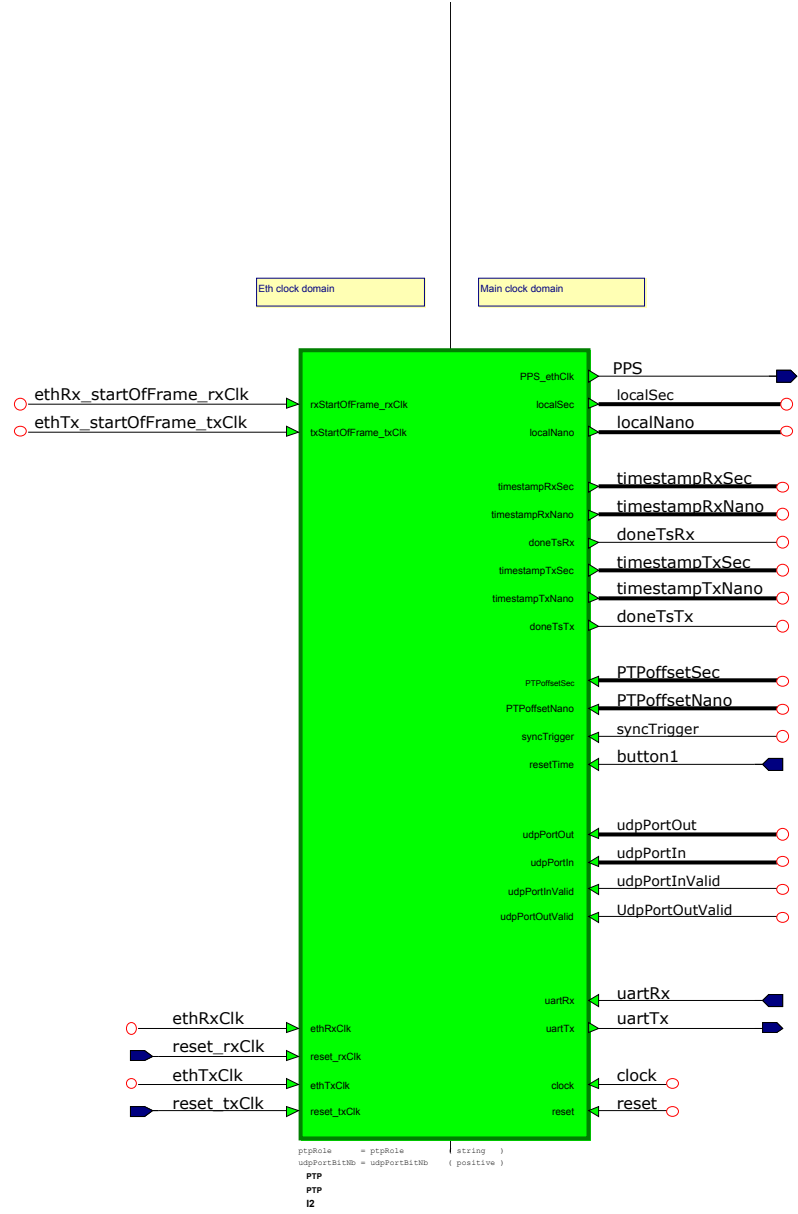 Eth clock domain
Main clock domain
PPS_ethClk
PPS
ethRx_startOfFrame_rxClk
rxStartOfFrame_rxClk
localSec
localSec
ethTx_startOfFrame_txClk
txStartOfFrame_txClk
localNano
localNano
timestampRxSec
timestampRxSec
timestampRxNano
timestampRxNano
doneTsRx
doneTsRx
timestampTxSec
timestampTxSec
timestampTxNano
timestampTxNano
doneTsTx
doneTsTx
PTPoffsetSec
PTPoffsetSec
PTPoffsetNano
PTPoffsetNano
syncTrigger
syncTrigger
resetTime
button1
udpPortOut
udpPortOut
udpPortIn
udpPortIn
udpPortInValid
udpPortInValid
udpPortOutValid
UdpPortOutValid
uartRx
uartRx
ethRxClk
ethRxClk
uartTx
uartTx
reset_rxClk
reset_rxClk
ethTxClk
ethTxClk
clock
clock
reset_txClk
reset_txClk
reset
reset
ptpRole = ptpRole ( string )
udpPortBitNb = udpPortBitNb ( positive )
PTP
PTP
I2